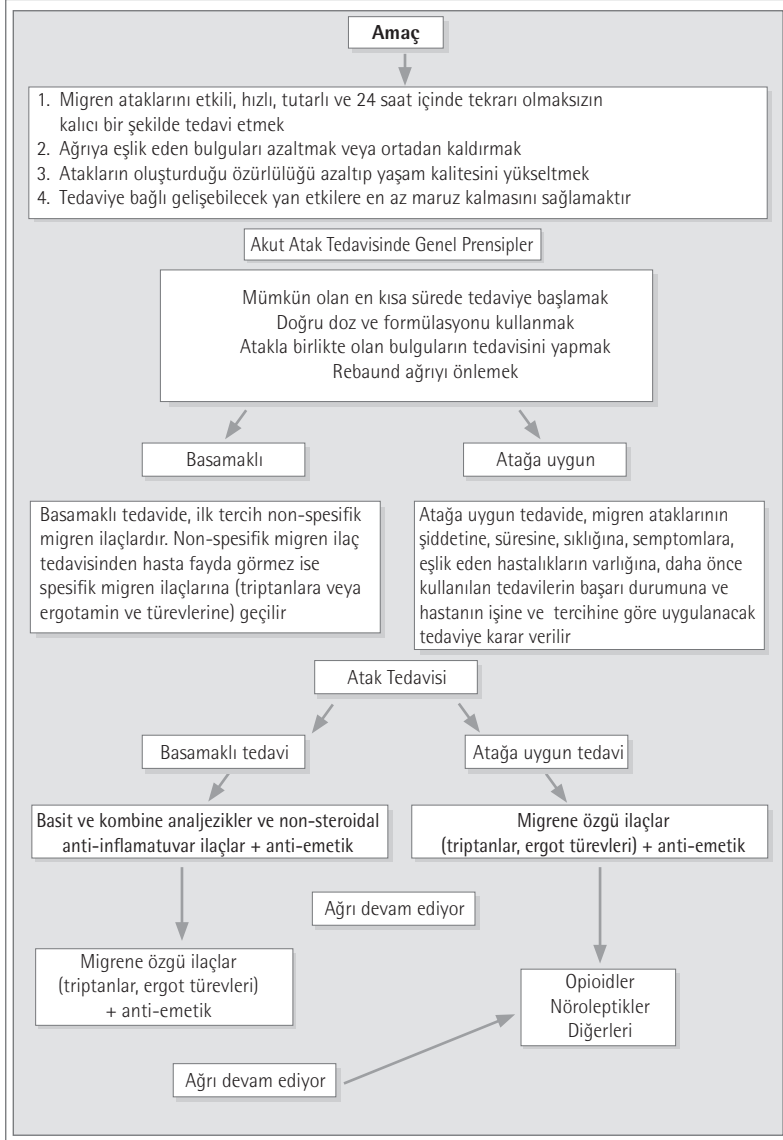 Amaç
1. Migren ataklarını etkili, hızlı, tutarlı ve 24 saat içinde tekrarı olmaksızın
kalıcı bir şekilde tedavi etmek
2. Ağrıya eşlik eden bulguları azaltmak veya ortadan kaldırmak
3. Atakların oluşturduğu özürlülüğü azaltıp yaşam kalitesini yükseltmek
4. Tedaviye bağlı gelişebilecek yan etkilere en az maruz kalmasını sağlamaktır
Akut Atak Tedavisinde Genel Prensipler
Mümkün olan en kısa sürede tedaviye başlamak
Doğru doz ve formülasyonu kullanmak
Atakla birlikte olan bulguların tedavisini yapmak
Rebaund ağrıyı önlemek
Basamaklı
Atağa uygun
Basamaklı tedavide, ilk tercih non-spesifik
migren ilaçlardır. Non-spesifik migren ilaç
tedavisinden hasta fayda görmez ise
spesifik migren ilaçlarına (triptanlara veya
ergotamin ve türevlerine) geçilir
Atağa uygun tedavide, migren ataklarının
şiddetine, süresine, sıklığına, semptomlara,
eşlik eden hastalıkların varlığına, daha önce
kullanılan tedavilerin başarı durumuna ve
hastanın işine ve tercihine göre uygulanacak
tedaviye karar verilir
Atak Tedavisi
Basamaklı tedavi
Atağa uygun tedavi
Basit ve kombine analjezikler ve non-steroidal
anti-inflamatuvar ilaçlar + anti-emetik
Migrene özgü ilaçlar
(triptanlar, ergot türevleri) + anti-emetik
Ağrı devam ediyor
Migrene özgü ilaçlar
(triptanlar, ergot türevleri)
+ anti-emetik
Opioidler
Nöroleptikler
Diğerleri
Ağrı devam ediyor